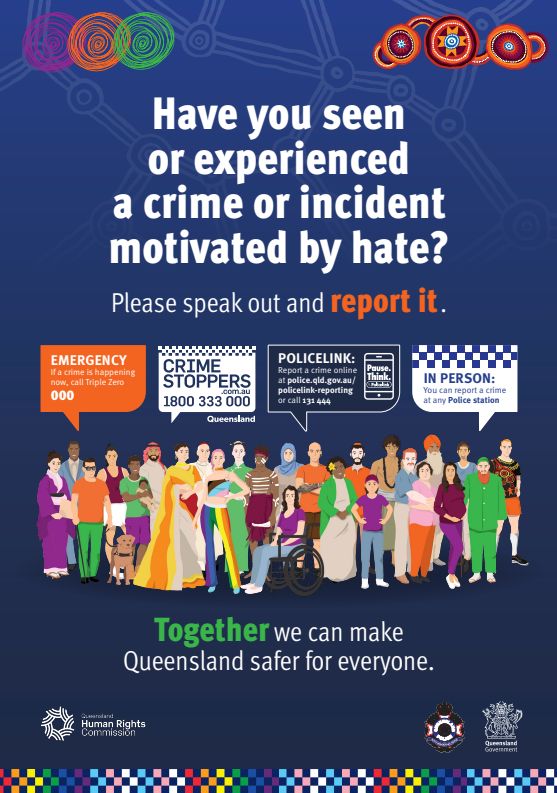 Have you seen
or experienced
a crime or incident
motivated by hate?
Please speak out and report it.
EMERGENCY
If a crime is happening
now, call Triple Zero
000
CRIME
STOPPERS
.com.au
1800 333 000
Queensland
POLICELINK:
Report a crime online
at police.qld.gov.au/
policelink-reporting
or call 131 444
Pause.
Think.
Policelink
IN PERSON:
You can report a crime
at any Police station
Together we can make
Queensland safer for everyone.
Queensland
Human Rights
Commission
Queensland
Government